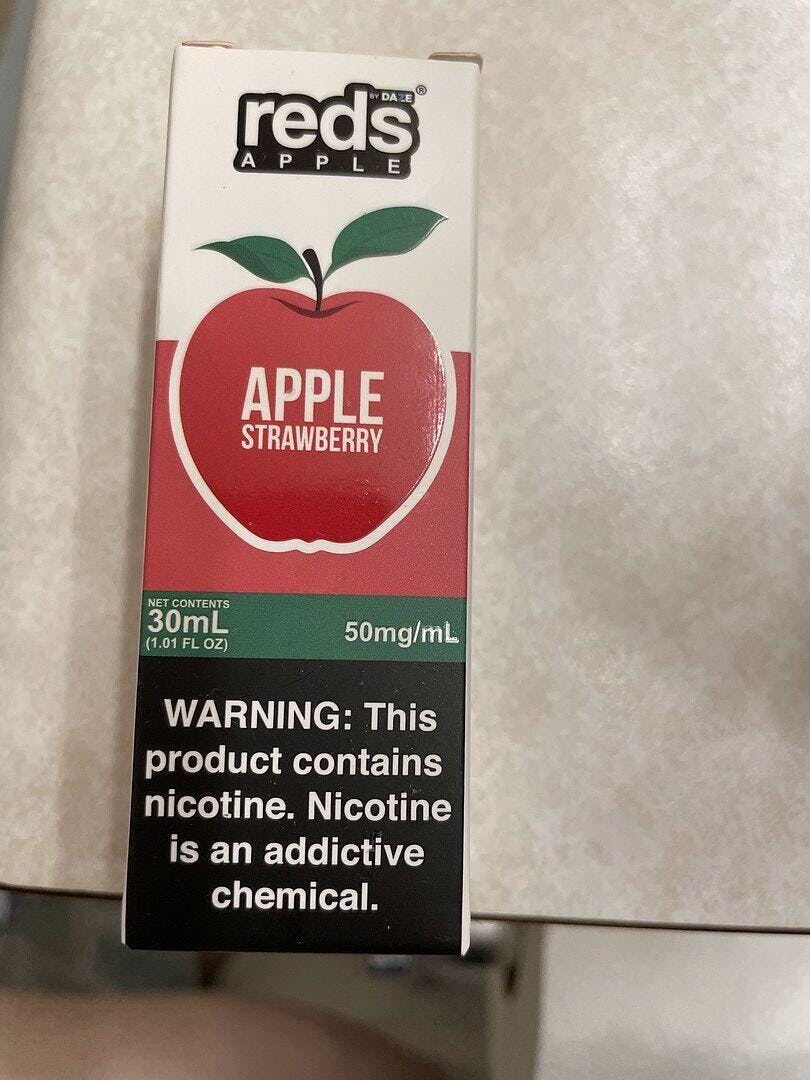 reds BY DAZE ®
APPLE
APPLE
STRAWBERRY
NET CONTENTS
30mL
(1.01 FL OZ)
50mg/mL
WARNING: This
product contains
nicotine. Nicotine
is an addictive
chemical.